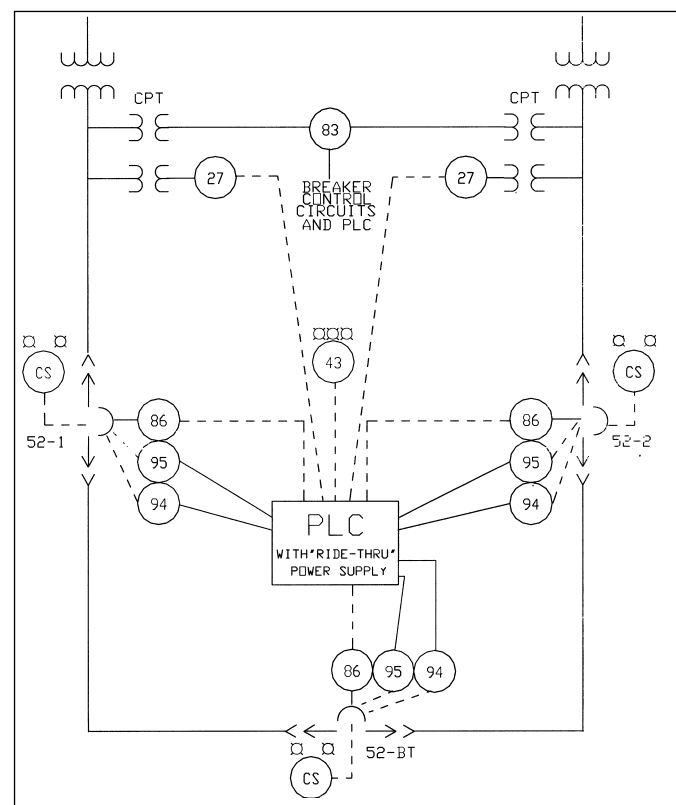 CPT
CPT
83
27
27
BREAKER
CONTROL
CIRCUITS
AND PLC
43
CS
CS
86
86
52-1
52-2
95
95
94
94
PLC
WITH"RIDE-THRU"
POWER SUPPLY
86
95
94
52-BT
CS